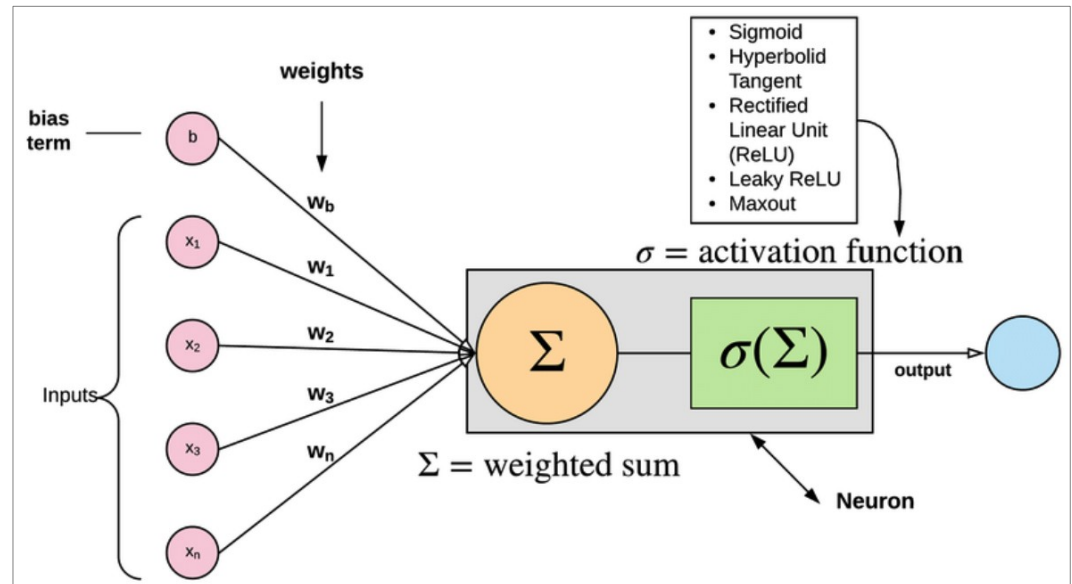 weights
bias
term
b
w_b
Inputs
x₁
w₁
x₂
w₂
x₃
w₃
xₙ
wₙ
• Sigmoid
• Hyperbolid
Tangent
• Rectified
Linear Unit
(ReLU)
• Leaky ReLU
• Maxout
σ = activation function
Σ
σ(Σ)
output
Σ = weighted sum
Neuron